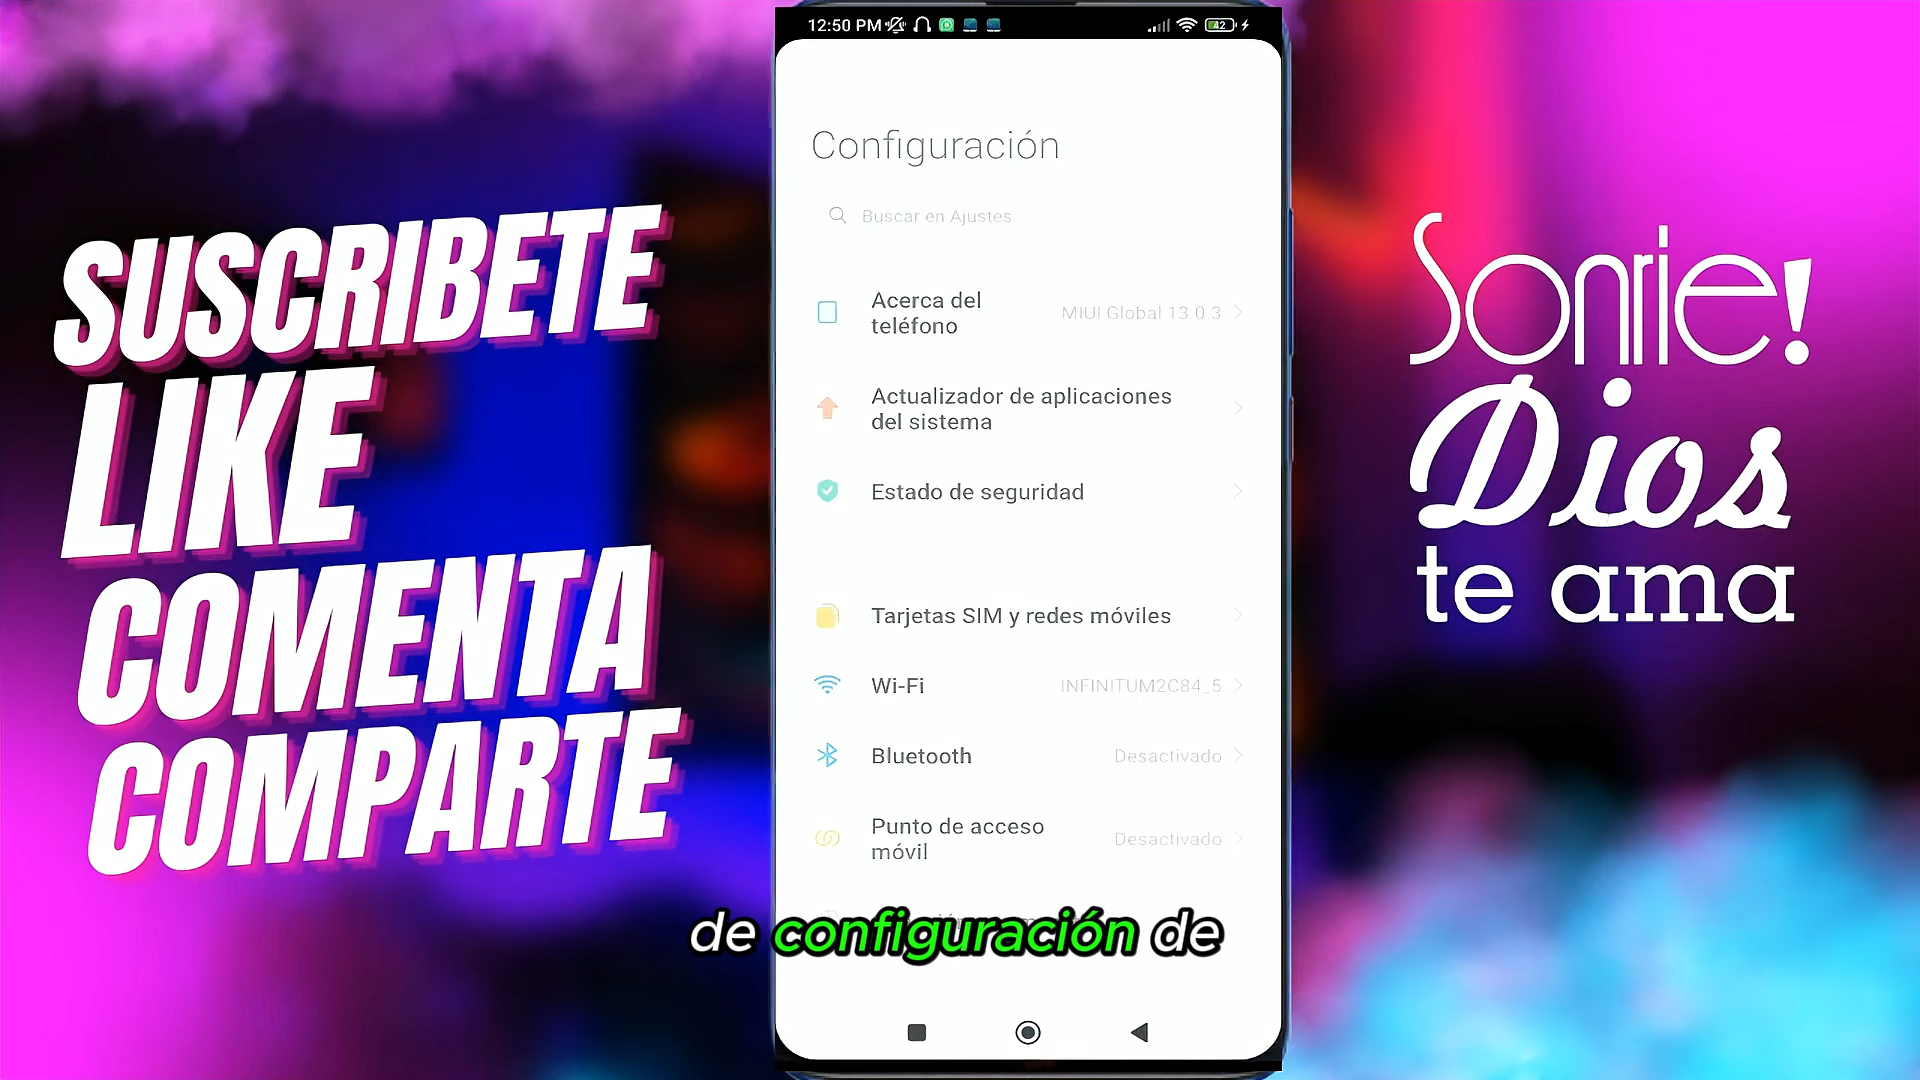 SUSCRIBETE
LIKE
COMENTA
COMPARTE
12:50 PM
42
Configuración
Buscar en Ajustes
Acerca del
teléfono
MIUI Global 13.0.3
Actualizador de aplicaciones
del sistema
Estado de seguridad
Tarjetas SIM y redes móviles
Wi-Fi
INFINITUM2C84_5
Bluetooth
Desactivado
Punto de acceso
móvil
Desactivado
de configuración de
Sonrie!
Dios
te ama